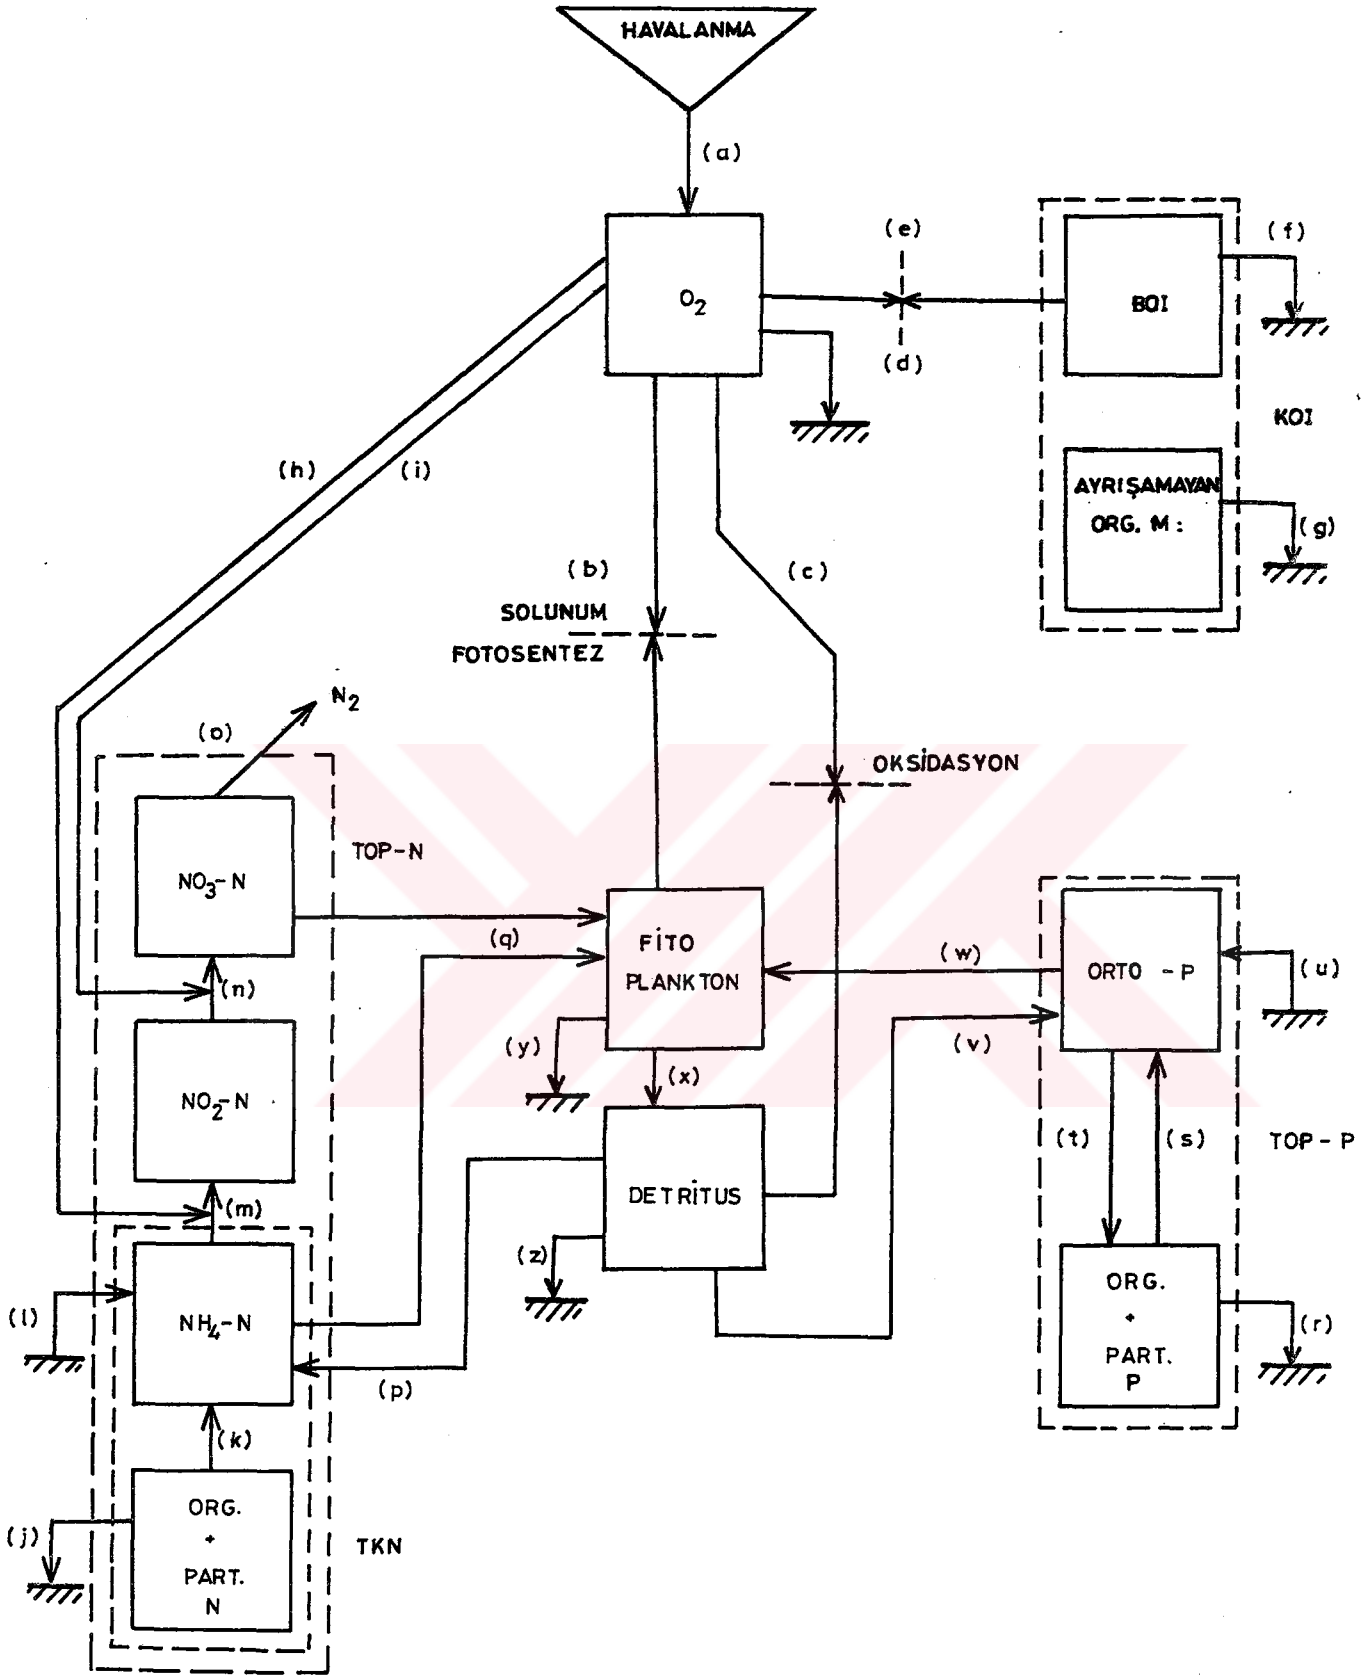 HAVALANMA
(a)
O2
(e)
(d)
BOI
(f)
KOI
AYRIŞAMAYAN
ORG. M :
(g)
(h)
(i)
(b)
(c)
SOLUNUM
FOTOSENTEZ
OKSİDASYON
N2
(o)
TOP-N
NO3-N
(q)
FİTO
PLANKTON
(w)
ORTO - P
(u)
(n)
(y)
(x)
(v)
NO2-N
(t)
(s)
TOP-P
DETRİTUS
(m)
(z)
(l)
NH4-N
(p)
ORG.
+
PART.
P
(r)
(k)
(j)
ORG.
+
PART.
N
TKN